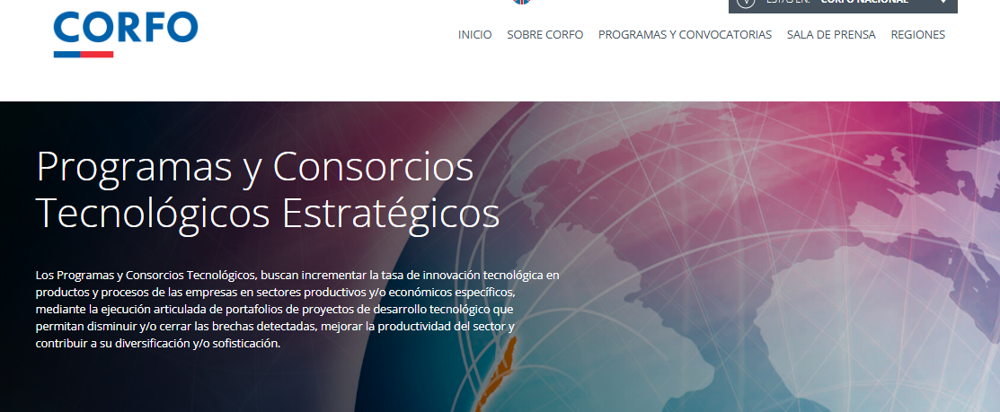 ESTÁS EN: CORFO NACIONAL
CORFO
INICIO SOBRE CORFO PROGRAMAS Y CONVOCATORIAS SALA DE PRENSA REGIONES
Programas y Consorcios
Tecnológicos Estratégicos
Los Programas y Consorcios Tecnológicos, buscan incrementar la tasa de innovación tecnológica en
productos y procesos de las empresas en sectores productivos y/o económicos específicos,
mediante la ejecución articulada de portafolios de proyectos de desarrollo tecnológico que
permitan disminuir y/o cerrar las brechas detectadas, mejorar la productividad del sector y
contribuir a su diversificación y/o sofisticación.